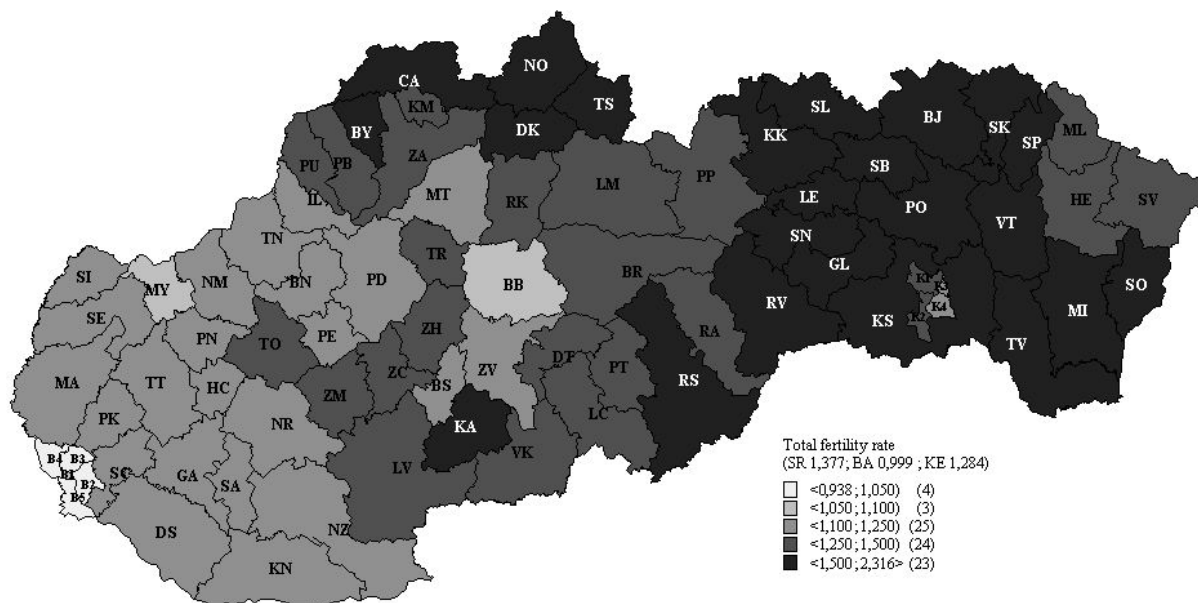 NO
CA
TS
KM
SL
BJ
BY
DK
KK
SK
ML
SP
PU
PB
ZA
SB
PP
LM
LE
HE
SV
MT
RK
PO
IL
VT
TN
SN
TR
GL
SI
BN
PD
BR
MY
NM
BB
K1
K3
SO
RV
KS
K4
MI
SE
K2
PN
PE
ZH
RA
TO
TV
DT
MA
TT
HC
ZC
BS
ZV
PT
RS
ZM
PK
NR
KA
LC
B4
B3
B1
SC
GA
SA
LV
VK
B2
B5
DS
NZ
KN
Total fertility rate
(SR 1,377; BA 0,999 ; KE 1,284)
<0,938 ; 1,050) (4)
<1,050 ; 1,100) (3)
<1,100 ; 1,250) (25)
<1,250 ; 1,500) (24)
<1,500 ; 2,316> (23)